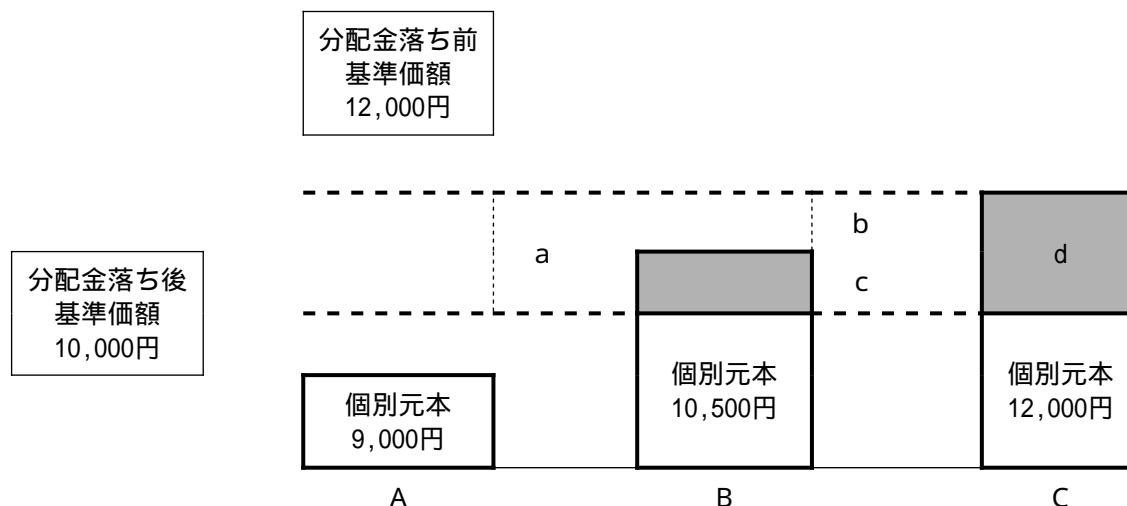 分配金落ち前
基準価額
12,000円
b
a
d
c
分配金落ち後
基準価額
10,000円
個別元本
9,000円
個別元本
10,500円
個別元本
12,000円
A
B
C